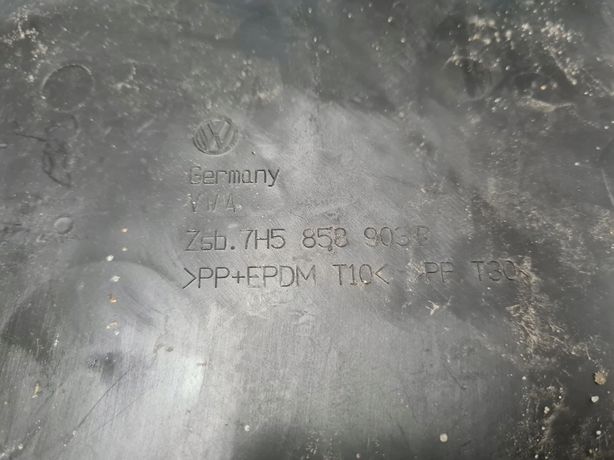 Germany
Zsb.7H5 858 903
>PP+EPDM T10< PP T30